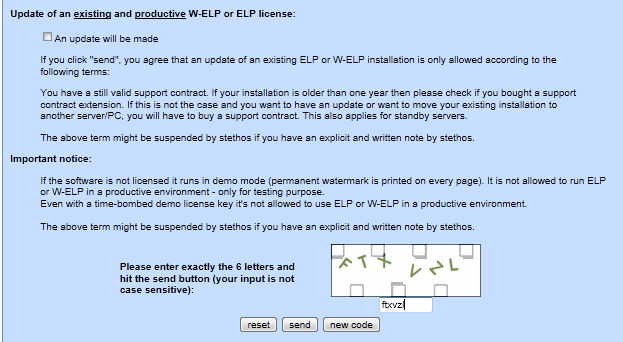 Update of an existing and productive W-ELP or ELP license:
An update will be made
If you click "send", you agree that an update of an existing ELP or W-ELP installation is only allowed according to the
following terms:
You have a still valid support contract. If your installation is older than one year then please check if you bought a support
contract extension. If this is not the case and you want to have an update or want to move your existing installation to
another server/PC, you will have to buy a support contract. This also applies for standby servers.
The above term might be suspended by stethos if you have an explicit and written note by stethos.
Important notice:
If the software is not licensed it runs in demo mode (permanent watermark is printed on every page). It is not allowed to run ELP
or W-ELP in a productive environment - only for testing purpose.
Even with a time-bombed demo license key it's not allowed to use ELP or W-ELP in a productive environment.
The above term might be suspended by stethos if you have an explicit and written note by stethos.
Please enter exactly the 6 letters and
hit the send button (your input is not
case sensitive):
F T X V Z L
ftxvzl
reset send new code